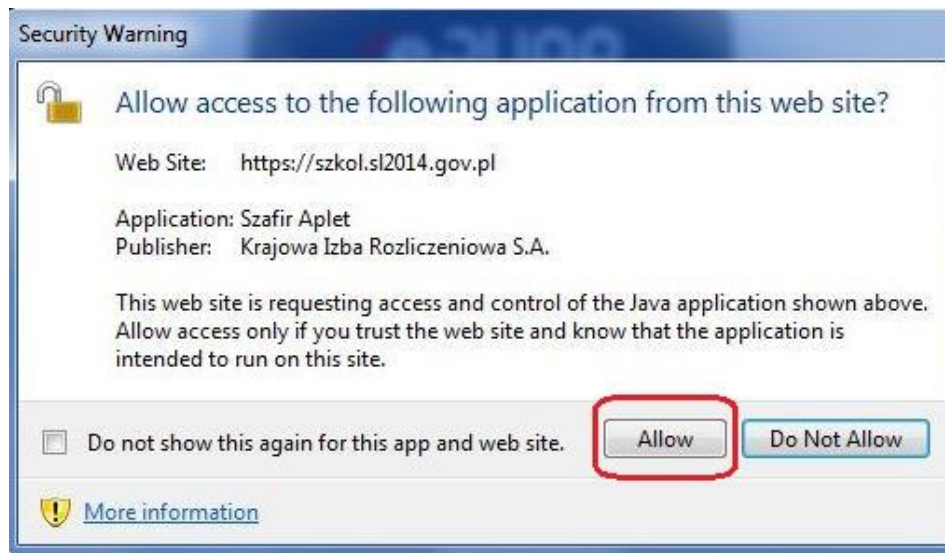 Security Warning
Allow access to the following application from this web site?
Web Site: https://szkol.sl2014.gov.pl
Application: Szafir Aplet
Publisher: Krajowa Izba Rozliczeniowa S.A.
This web site is requesting access and control of the Java application shown above.
Allow access only if you trust the web site and know that the application is
intended to run on this site.
Do not show this again for this app and web site. Allow Do Not Allow
More information